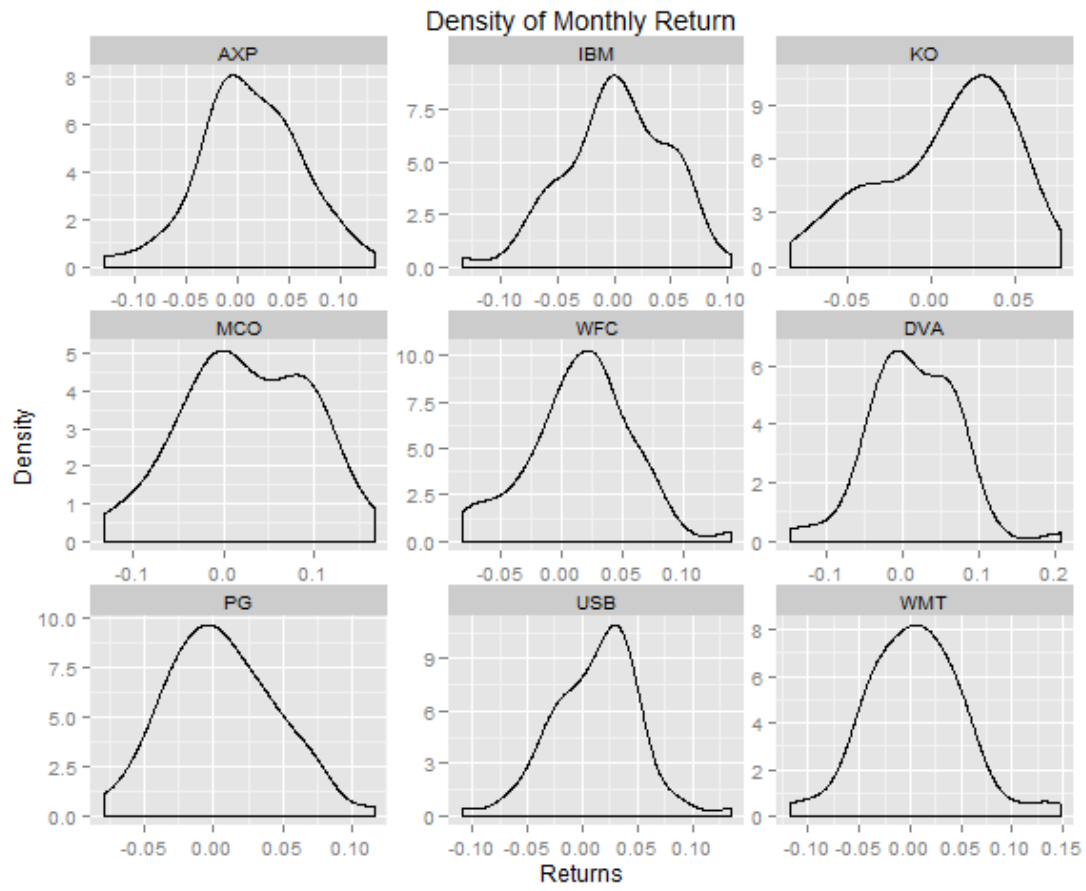 Density of Monthly Return
AXP
IBM
KO
8
6
4
2
0
-0.10 -0.05 0.00 0.05 0.10
7.5
5.0
2.5
0.0
-0.10 -0.05 0.00 0.05 0.10
9
6
3
0
-0.05 0.00 0.05
MCO
WFC
DVA
5
4
3
2
1
0
-0.1 0.0 0.1
10.0
7.5
5.0
2.5
0.0
-0.05 0.00 0.05 0.10
6
4
2
0
-0.1 0.0 0.1 0.2
Density
PG
USB
WMT
10.0
7.5
5.0
2.5
0.0
-0.05 0.00 0.05 0.10
9
6
3
0
-0.10 -0.05 0.00 0.05 0.10
8
6
4
2
0
-0.10 -0.05 0.00 0.05 0.10 0.15
Returns